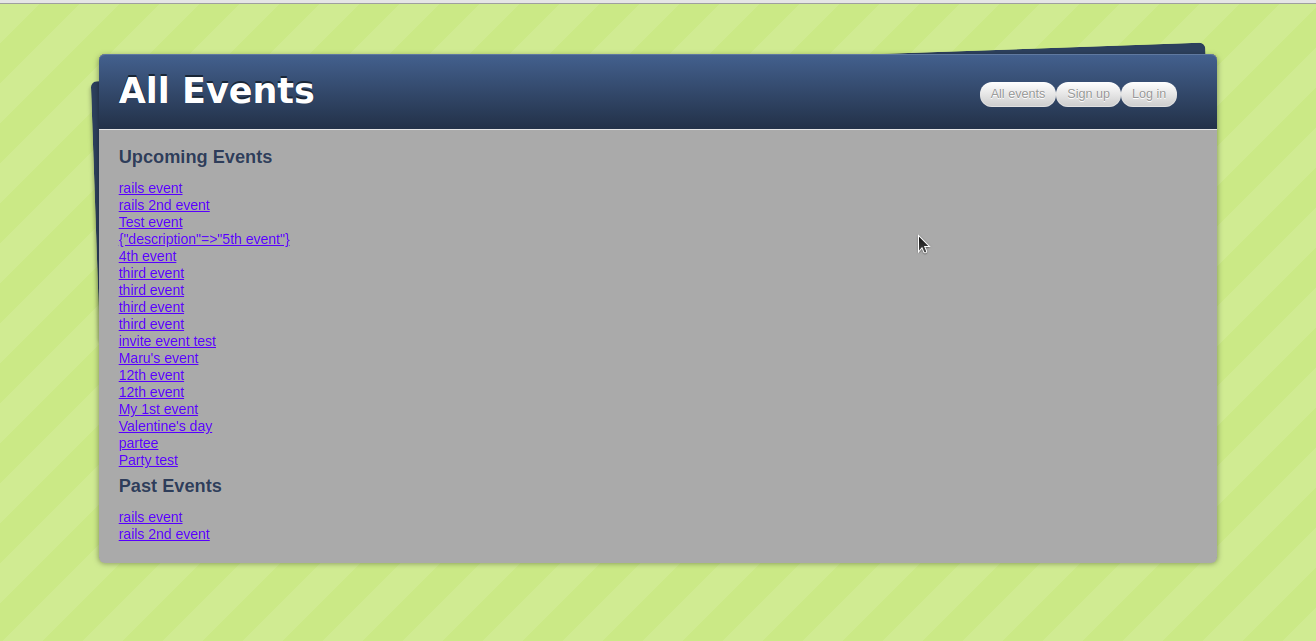 All Events
All events Sign up Log in
Upcoming Events
rails event
rails 2nd event
Test event
{"description"=>"5th event"}
4th event
third event
third event
third event
third event
invite event test
Maru's event
12th event
12th event
My 1st event
Valentine's day
partee
Party test
Past Events
rails event
rails 2nd event